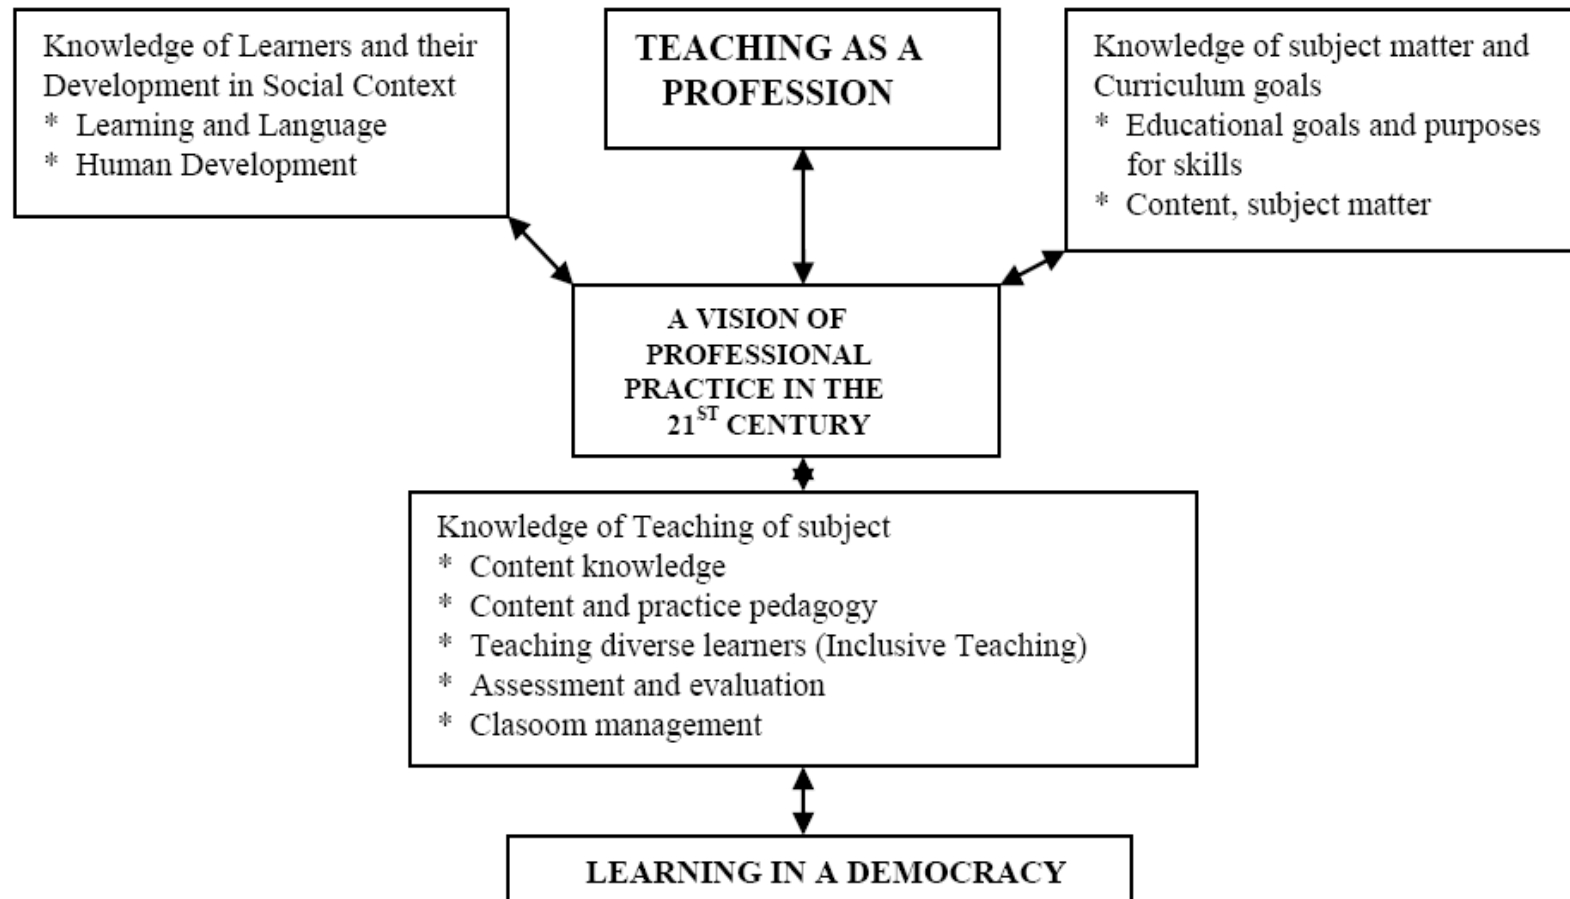 Knowledge of Learners and their
Development in Social Context
* Learning and Language
* Human Development
TEACHING AS A
PROFESSION
Knowledge of subject matter and
Curriculum goals
* Educational goals and purposes
for skills
* Content, subject matter
A VISION OF
PROFESSIONAL
PRACTICE IN THE
21ST CENTURY
Knowledge of Teaching of subject
* Content knowledge
* Content and practice pedagogy
* Teaching diverse learners (Inclusive Teaching)
* Assessment and evaluation
* Clasoom management
LEARNING IN A DEMOCRACY